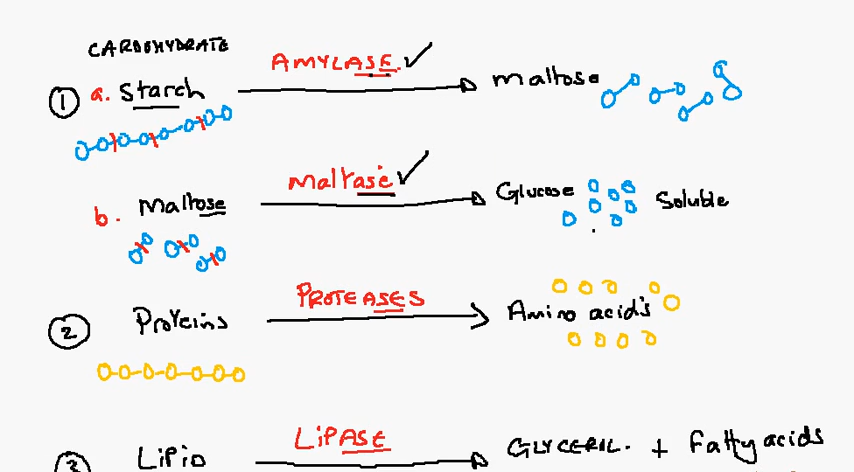 CARBOHYDRATE
1 a. Starch AMYLASE maltose
b. Maltose maltase Glucose Soluble
2 Proteins PROTEASES Amino acid's
3 Lipid LIPASE GLYCERIL. + fatty acids